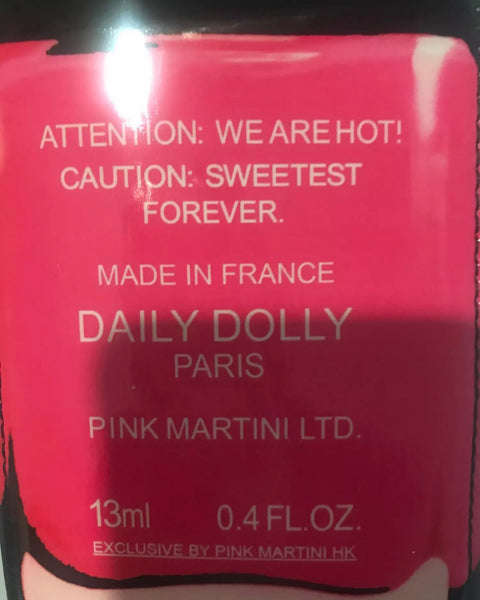 ATTENTION: WE ARE HOT!
CAUTION: SWEETEST
FOREVER.
MADE IN FRANCE
DAILY DOLLY
PARIS
PINK MARTINI LTD.
13ml 0.4 FL.OZ.
EXCLUSIVE BY PINK MARTINI HK